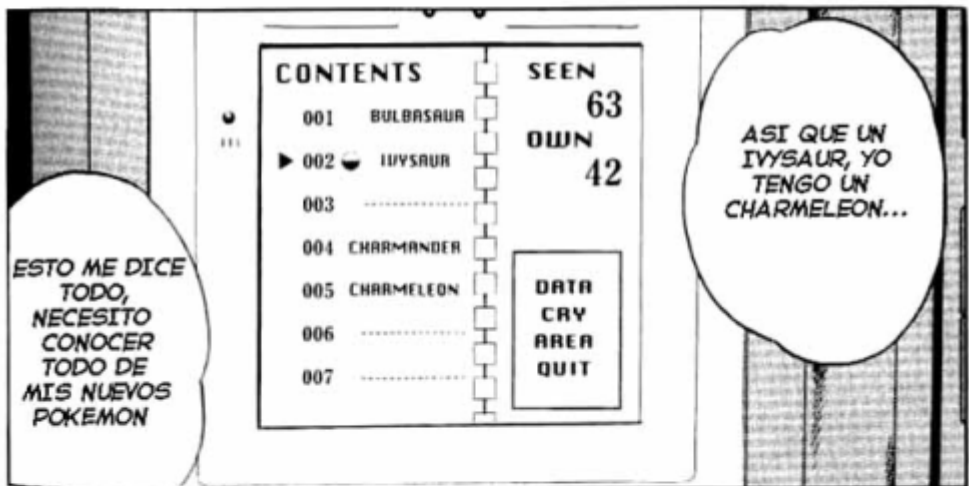 CONTENTS
001 BULBASAUR
▶ 002 IVYSAUR
003 ---------------
004 CHARMANDER
005 CHARMELEON
006 ---------------
007 ---------------
SEEN
63
OWN
42
DATA
CRY
AREA
QUIT
ASI QUE UN
IVYSAUR, YO
TENGO UN
CHARMELEON...
ESTO ME DICE
TODO,
NECESITO
CONOCER
TODO DE
MIS NUEVOS
POKEMON